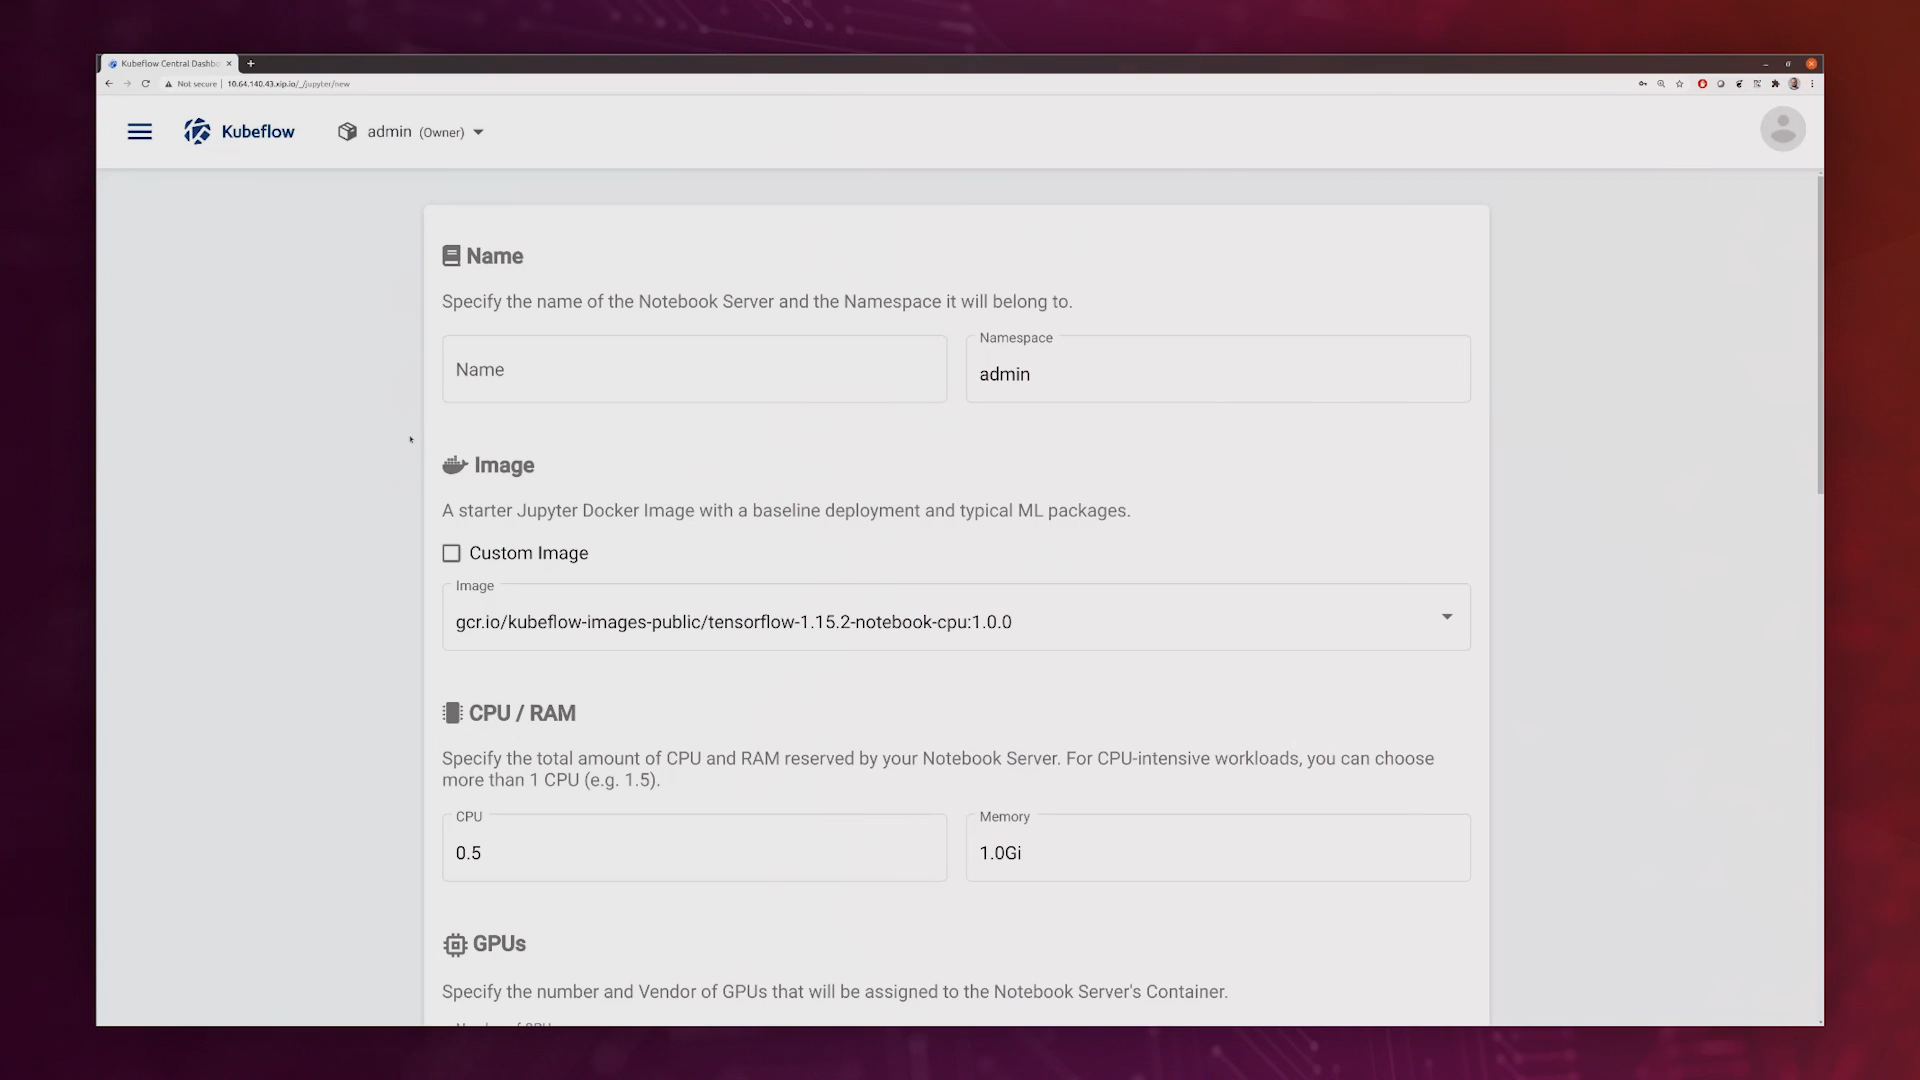 Kubeflow Central Dashbo
Not secure | 10.64.140.43.xip.io/_/jupyter/new
Kubeflow
admin (Owner)
Name
Specify the name of the Notebook Server and the Namespace it will belong to.
Name
Namespace
admin
Image
A starter Jupyter Docker Image with a baseline deployment and typical ML packages.
Custom Image
Image
gcr.io/kubeflow-images-public/tensorflow-1.15.2-notebook-cpu:1.0.0
CPU / RAM
Specify the total amount of CPU and RAM reserved by your Notebook Server. For CPU-intensive workloads, you can choose
more than 1 CPU (e.g. 1.5).
CPU
0.5
Memory
1.0Gi
GPUs
Specify the number and Vendor of GPUs that will be assigned to the Notebook Server's Container.